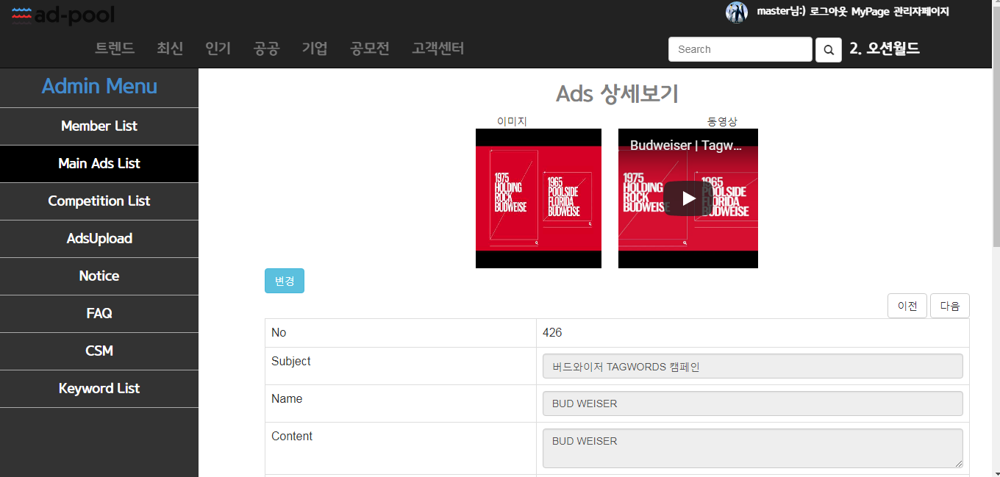 ad-pool
master님:) 로그아웃 MyPage 관리자페이지
트렌드 최신 인기 공공 기업 공모전 고객센터
Search
2. 오션월드
Admin Menu
Member List
Main Ads List
Competition List
AdsUpload
Notice
FAQ
CSM
Keyword List
Ads 상세보기
이미지
동영상
1975
HOLDING
ROCK
BUDWEISE
1965
POOLSIDE
FLORIDA
BUDWEISE
Budweiser | Tagw...
1975
HOLDING
ROCK
BUDWEISE
1965
POOLSIDE
FLORIDA
BUDWEISE
변경
이전 다음
No 426
Subject 버드와이저 TAGWORDS 캠페인
Name BUD WEISER
Content BUD WEISER